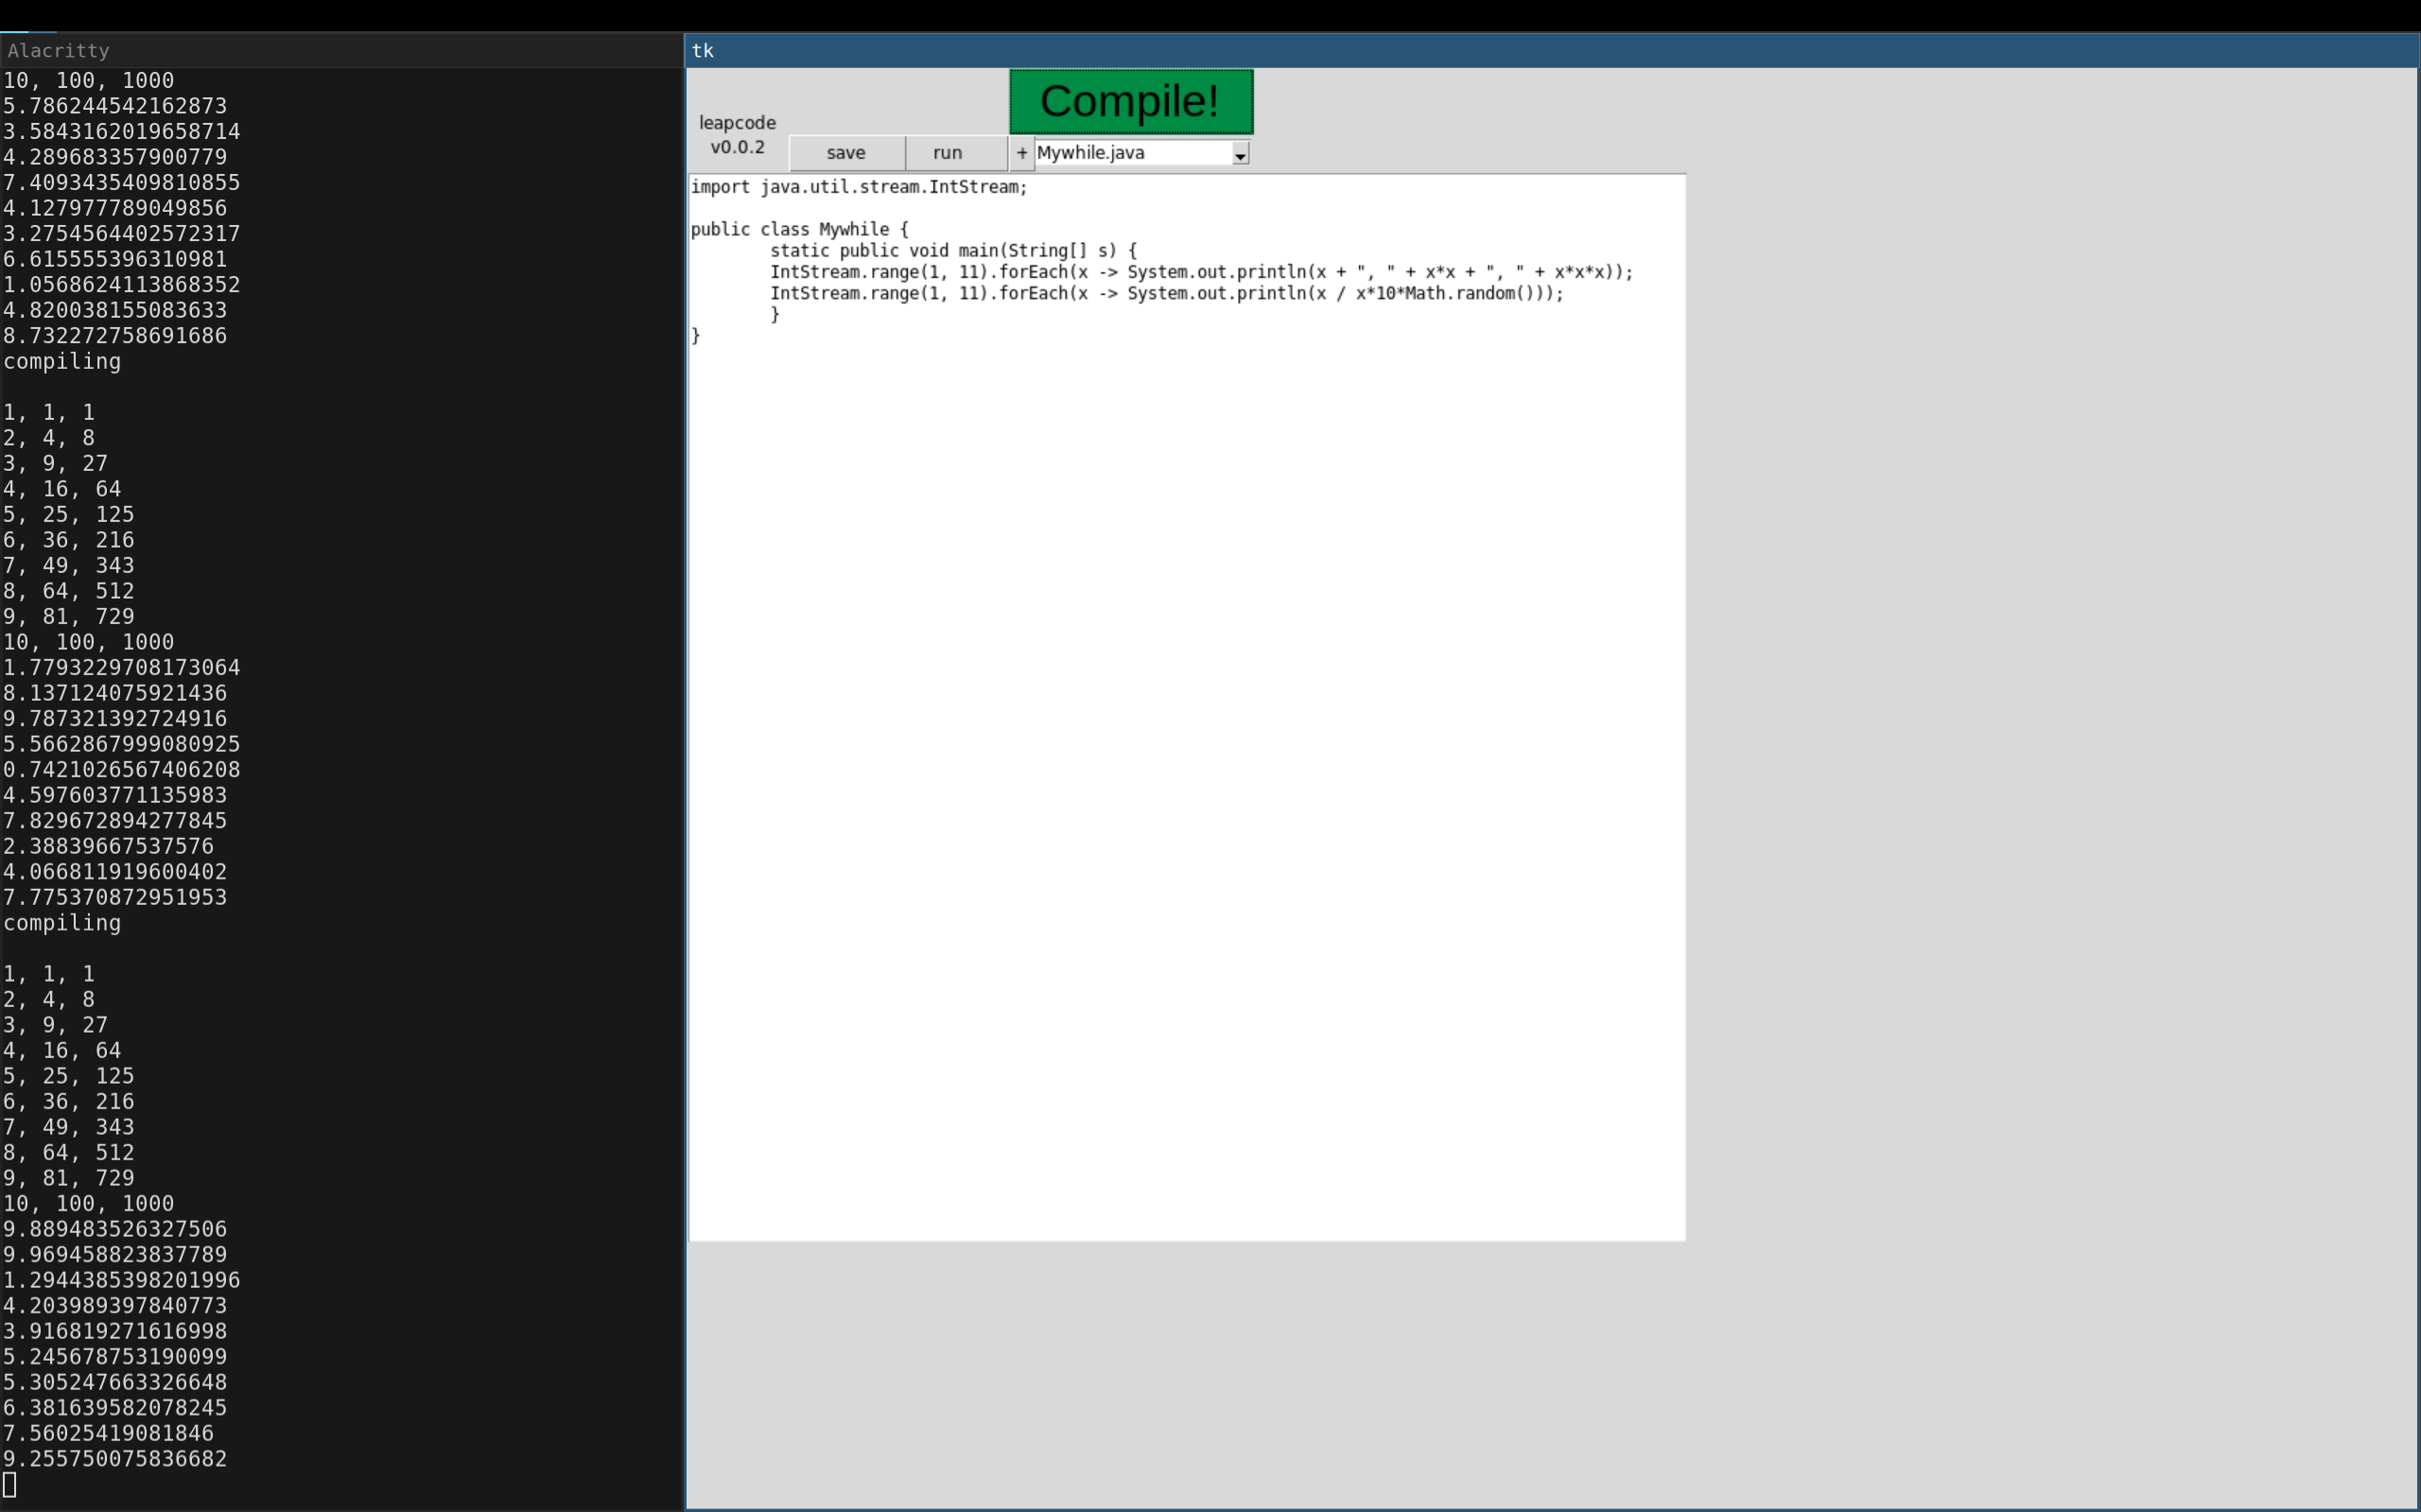 Alacritty
10, 100, 1000
5.786244542162873
3.5843162019658714
4.289683357900779
7.4093435409810855
4.127977789049856
3.2754564402572317
6.615555396310981
1.0568624113868352
4.820038155083633
8.732272758691686
compiling
1, 1, 1
2, 4, 8
3, 9, 27
4, 16, 64
5, 25, 125
6, 36, 216
7, 49, 343
8, 64, 512
9, 81, 729
10, 100, 1000
1.7793229708173064
8.137124075921436
9.787321392724916
5.5662867999080925
0.7421026567406208
4.597603771135983
7.829672894277845
2.38839667537576
4.066811919600402
7.775370872951953
compiling
1, 1, 1
2, 4, 8
3, 9, 27
4, 16, 64
5, 25, 125
6, 36, 216
7, 49, 343
8, 64, 512
9, 81, 729
10, 100, 1000
9.889483526327506
9.969458823837789
1.2944385398201996
4.203989397840773
3.916819271616998
5.245678753190099
5.305247663326648
6.381639582078245
7.56025419081846
9.255750075836682
tk
Compile!
leapcode
v0.0.2
save run + Mywhile.java
import java.util.stream.IntStream;
public class Mywhile {
static public void main(String[] s) {
IntStream.range(1, 11).forEach(x -> System.out.println(x + ", " + x*x + ", " + x*x*x));
IntStream.range(1, 11).forEach(x -> System.out.println(x / x*10*Math.random()));
}
}